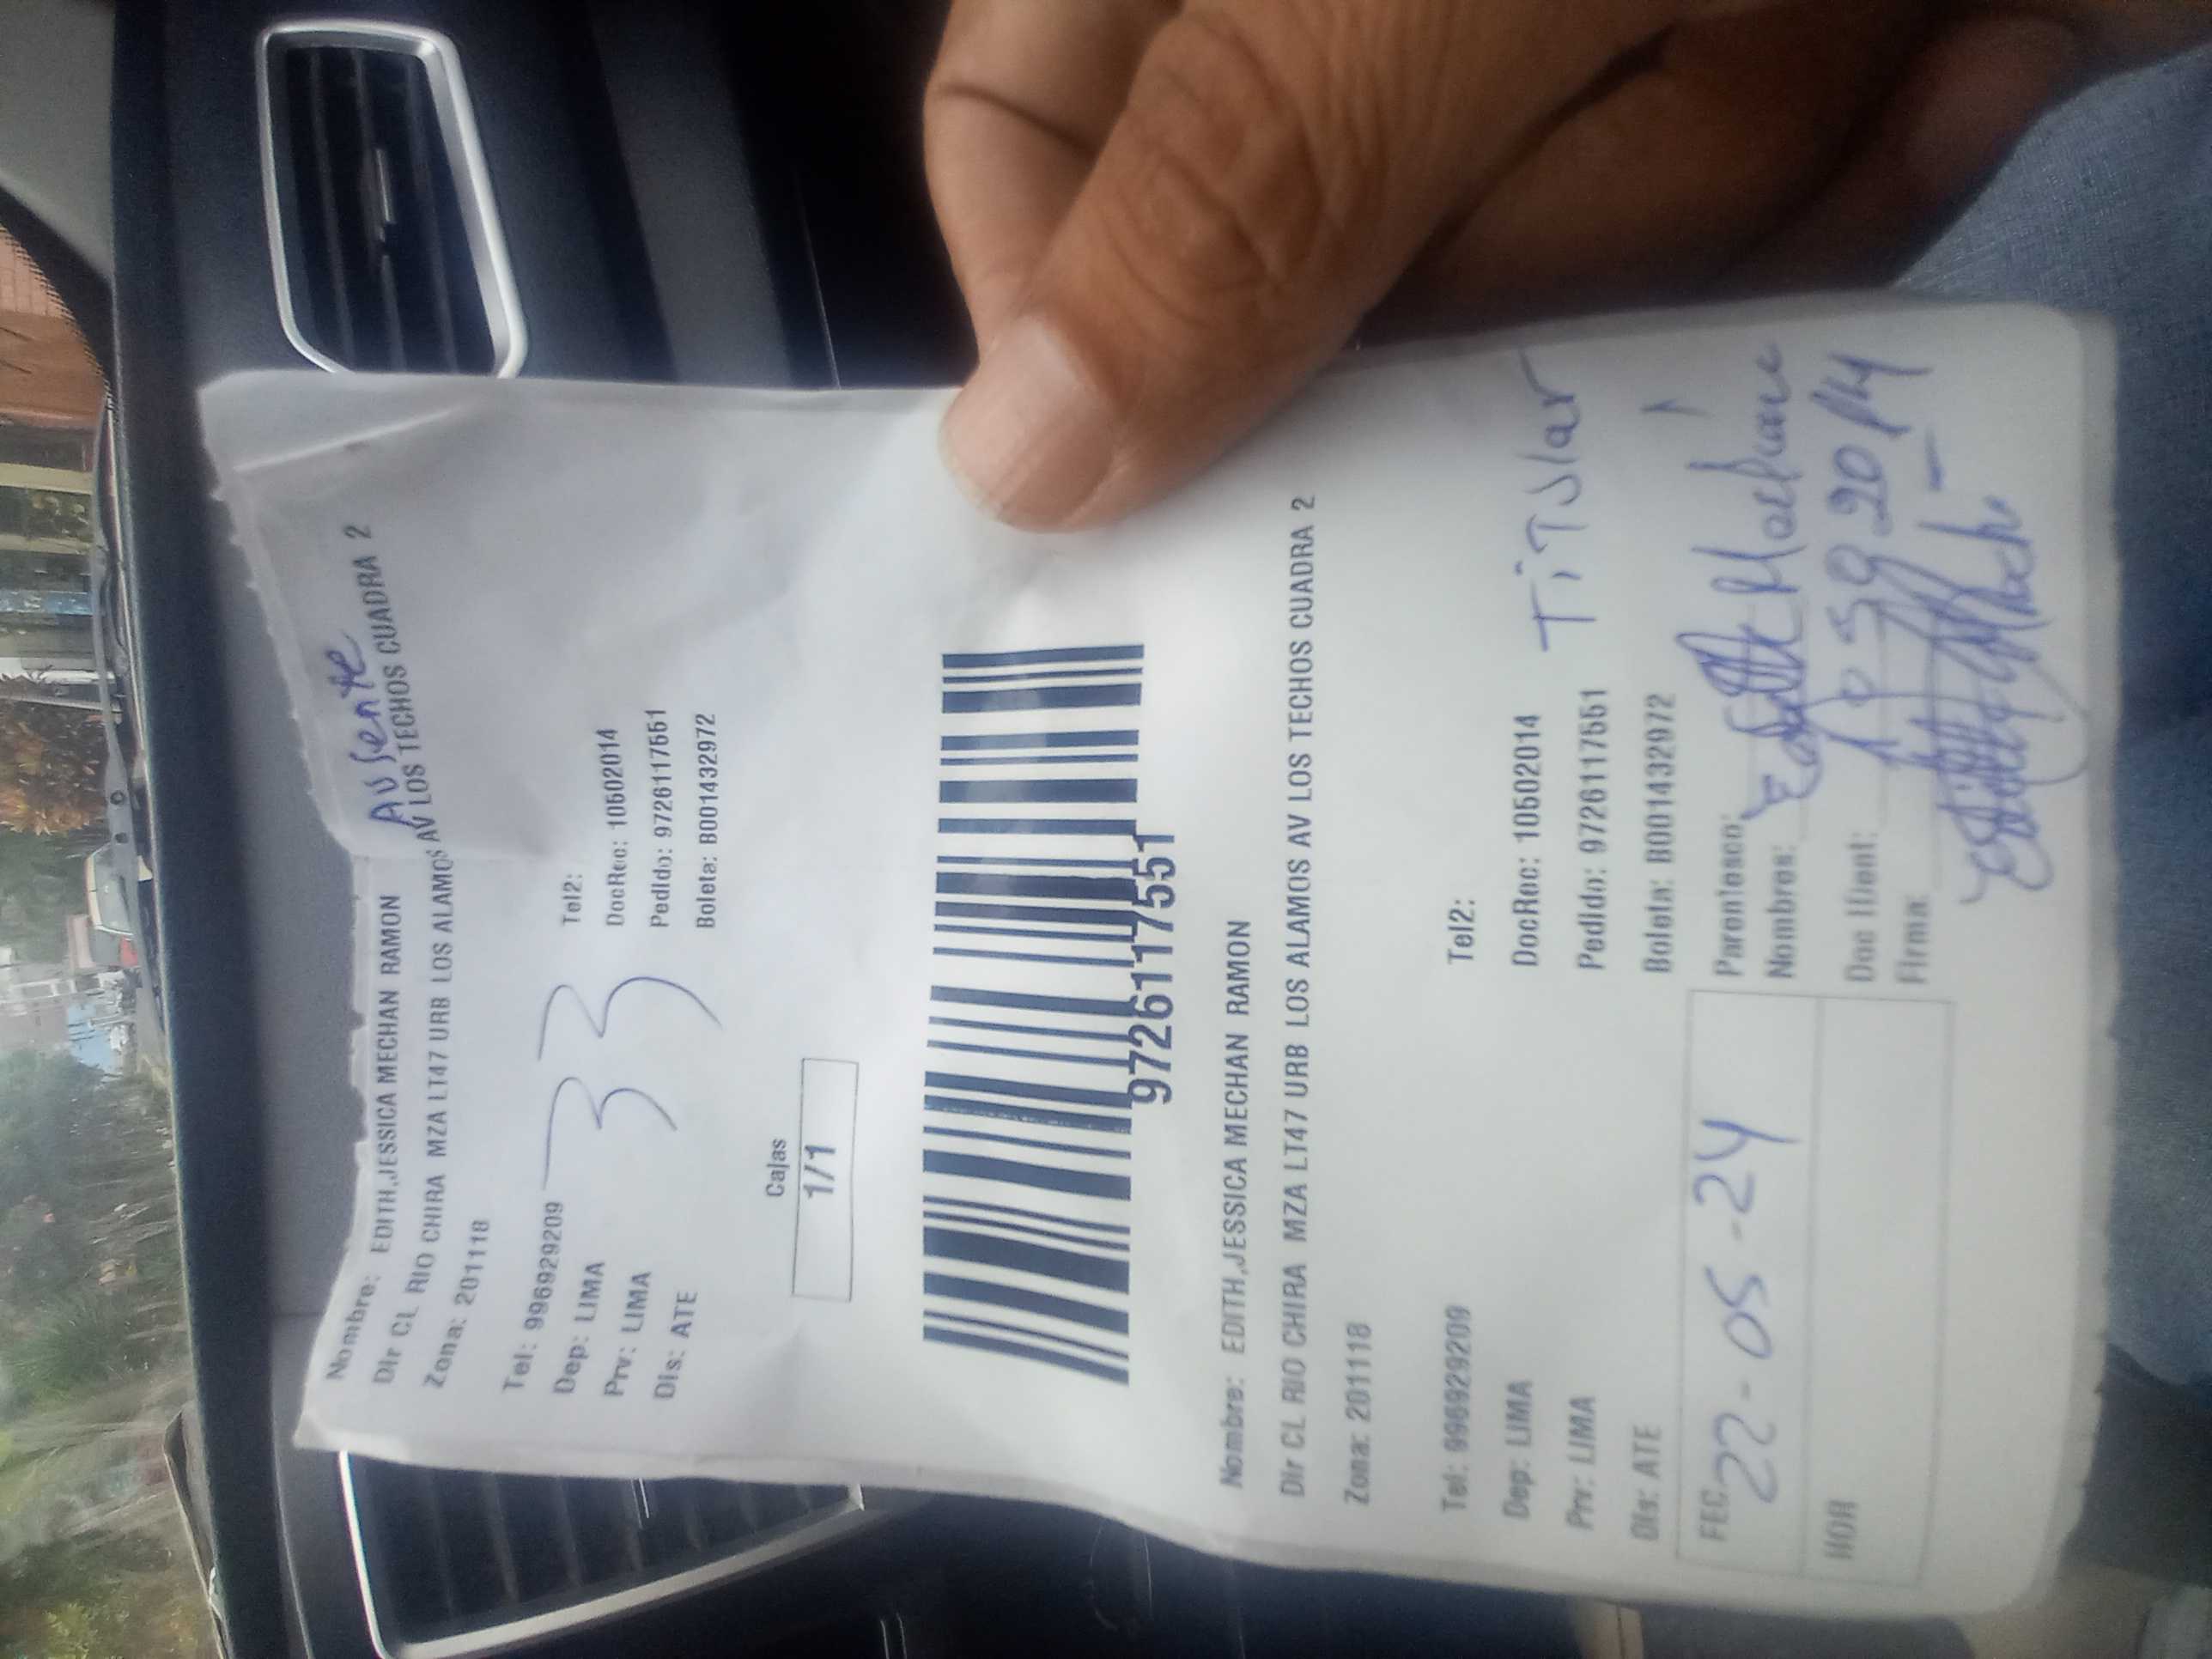 Ausente
Nombre: EDITH,JESSICA MECHAN RAMON
Dir CL RIO CHIRA MZA LT47 URB LOS ALAMOS AV LOS TECHOS CUADRA 2
Zona: 201118
Tel: 996929209 Tel2:
Dep: LIMA 33 DocRec: 10502014
Prv: LIMA Pedido: 9726117551
Dis: ATE Boleta: B001432972
Cajas
1/1
9726117551
Nombre: EDITH,JESSICA MECHAN RAMON
Dir CL RIO CHIRA MZA LT47 URB LOS ALAMOS AV LOS TECHOS CUADRA 2
Zona: 201118
Tel: 996929209 Tel2:
Dep: LIMA DocRec: 10502014
Prv: LIMA Pedido: 9726117551 Titular
Dis: ATE Boleta: B001432972
FEC 22-05-24 Parentesco:
Nombres:
HOR Doc Ident:
Firma: